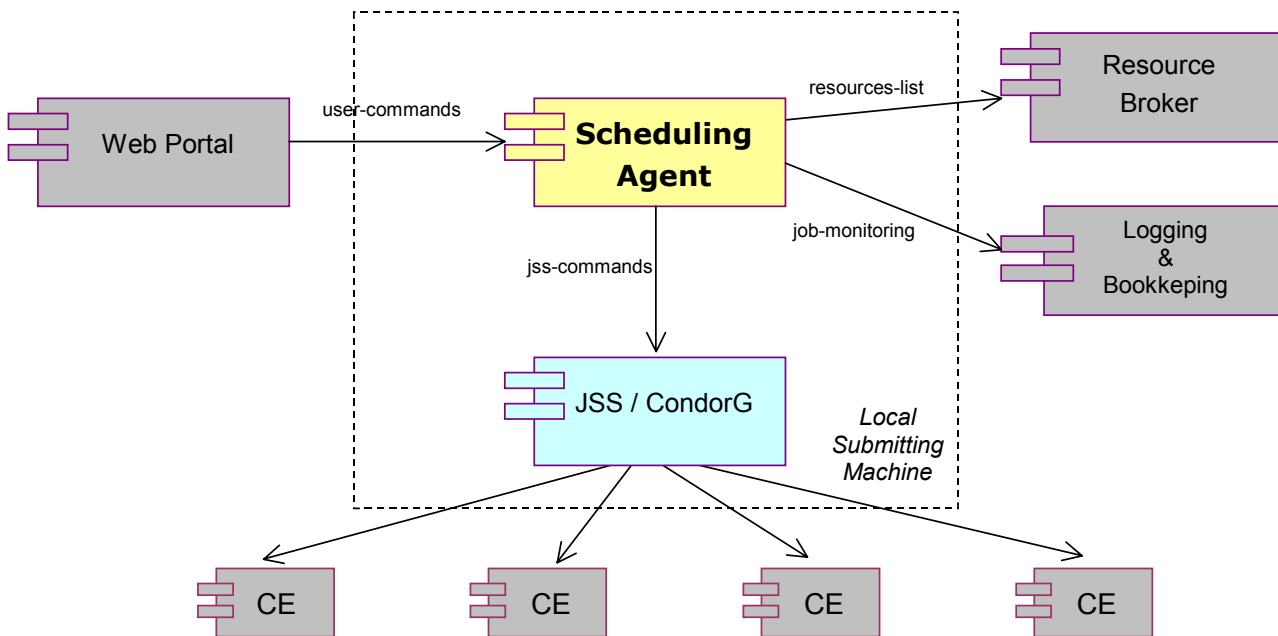 Resource
Broker
resources-list
user-commands
Web Portal
Scheduling
Agent
job-monitoring
Logging
&
Bookkeping
jss-commands
JSS / CondorG
Local
Submitting
Machine
CE
CE
CE
CE